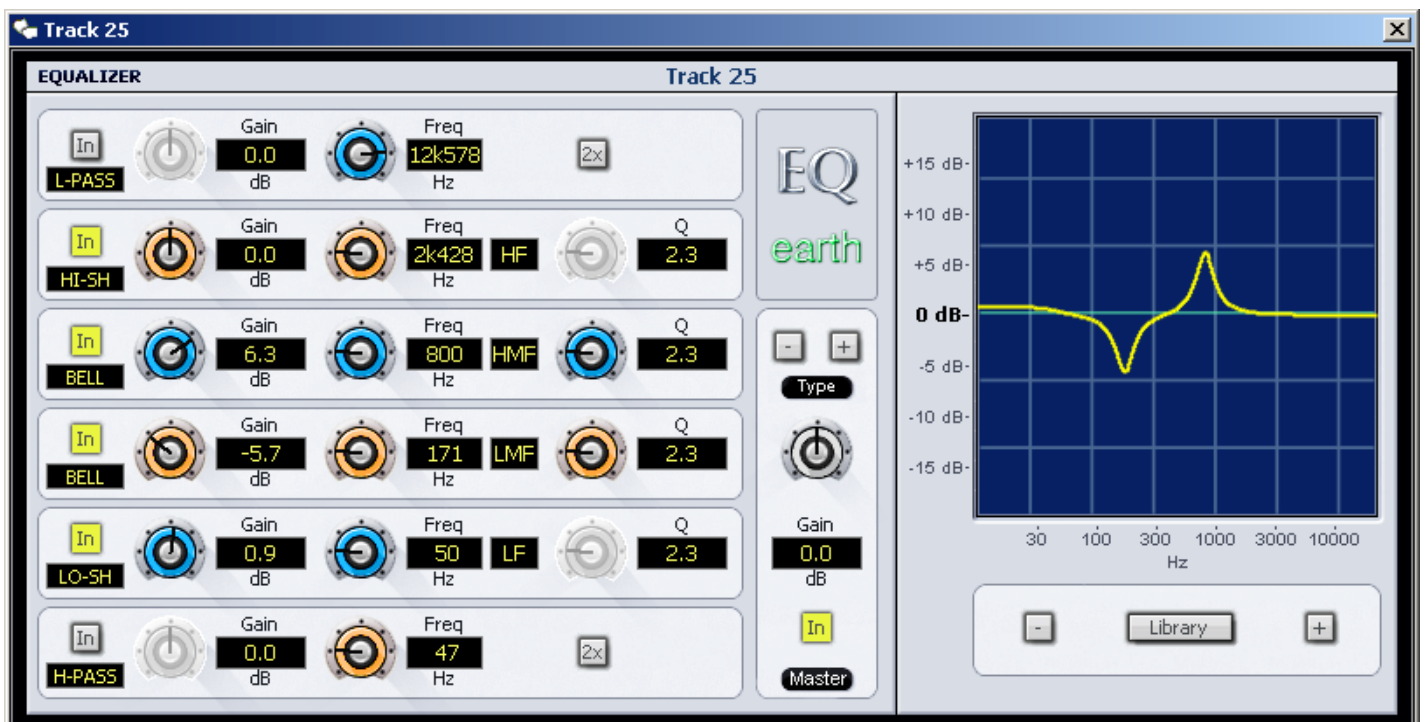 Track 25
EQUALIZER Track 25
In L-PASS Gain 0.0 dB Freq 12k578 Hz 2x
In HI-SH Gain 0.0 dB Freq 2k428 Hz HF Q 2.3
In BELL Gain 6.3 dB Freq 800 Hz HMF Q 2.3
In BELL Gain -5.7 dB Freq 171 Hz LMF Q 2.3
In LO-SH Gain 0.9 dB Freq 50 Hz LF Q 2.3
In H-PASS Gain 0.0 dB Freq 47 Hz 2x
EQ
earth
- +
Type
Gain
0.0
dB
In
Master
+15 dB-
+10 dB-
+5 dB-
0 dB-
-5 dB-
-10 dB-
-15 dB-
30 100 300 1000 3000 10000
Hz
- Library +